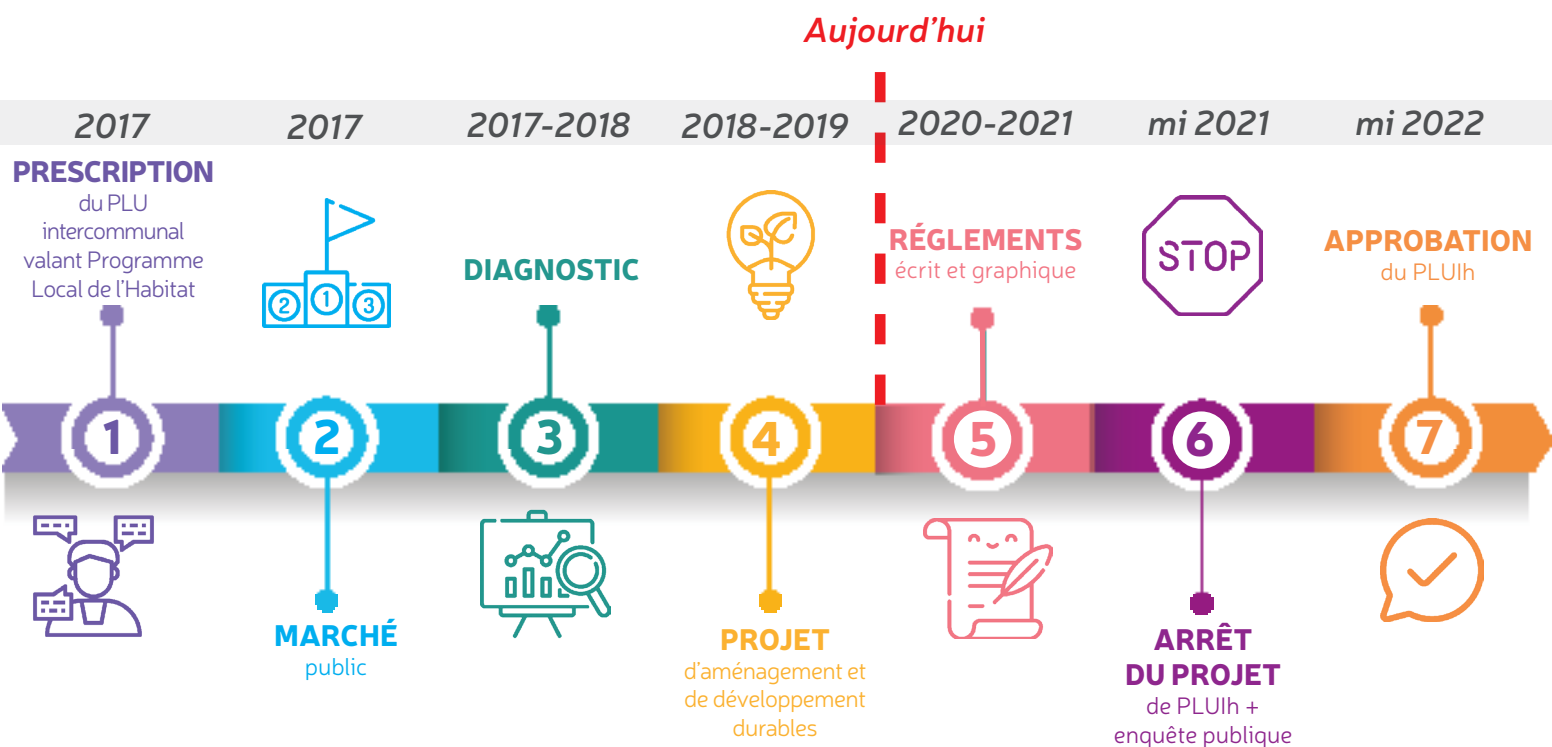 Aujourd'hui
2017
2017
2017-2018
2018-2019
2020-2021
mi 2021
mi 2022
PRESCRIPTION
du PLU
intercommunal
valant Programme
Local de l'Habitat
2
1
3
DIAGNOSTIC
RÉGLEMENTS
écrit et graphique
STOP
APPROBATION
du PLUIh
1
2
3
4
5
6
7
MARCHÉ
public
PROJET
d'aménagement et
de développement
durables
ARRÊT
DU PROJET
de PLUIh +
enquête publique